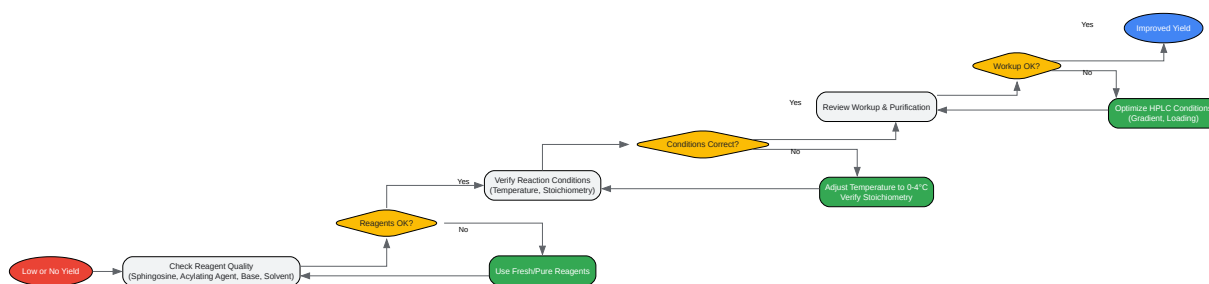 Yes
Improved Yield
Workup OK?
No
Review Workup & Purification
Optimize HPLC Conditions
(Gradient, Loading)
Yes
Conditions Correct?
No
Verify Reaction Conditions
(Temperature, Stoichiometry)
Adjust Temperature to 0-4°C
Verify Stoichiometry
Yes
Reagents OK?
No
Low or No Yield
Check Reagent Quality
(Sphingosine, Acylating Agent, Base, Solvent)
Use Fresh/Pure Reagents